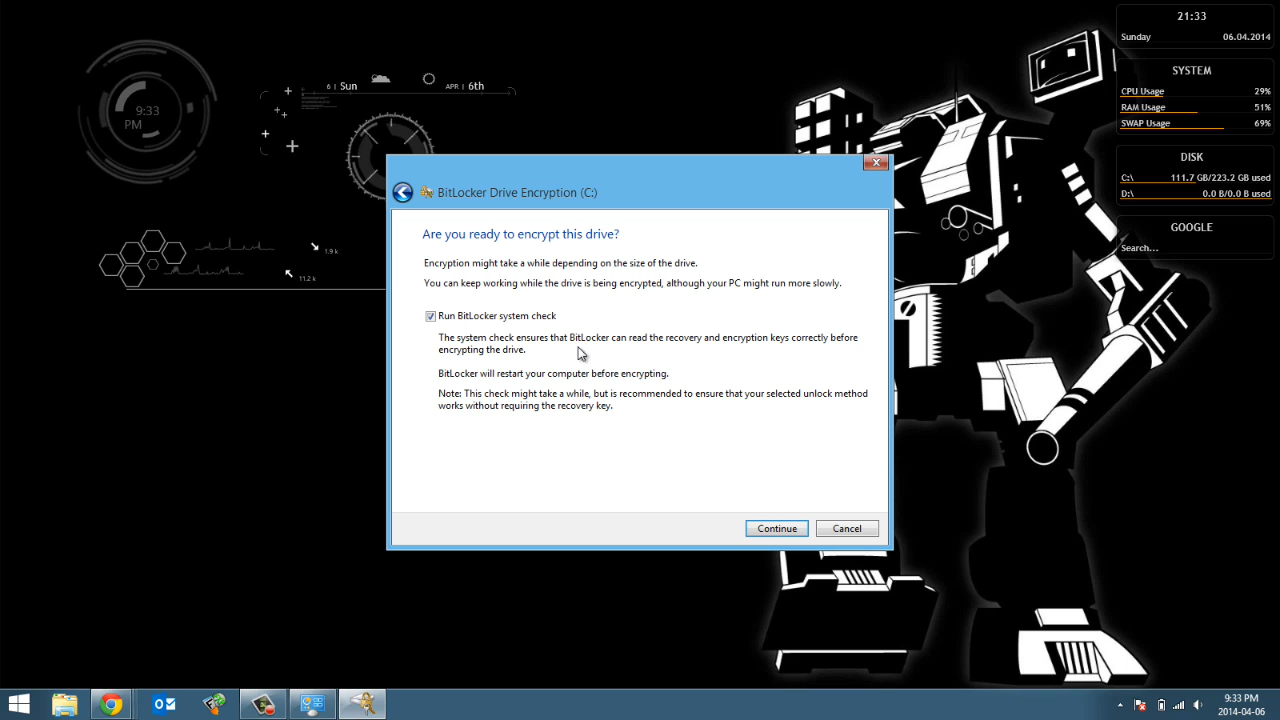 21:33
Sunday 06.04.2014
SYSTEM
CPU Usage 29%
RAM Usage 51%
SWAP Usage 69%
DISK
C:\ 111.7 GB/223.2 GB used
D:\ 0.0 B/0.0 B used
GOOGLE
Search...
9:33
PM
6 | Sun
APR | 6th
1.9 k
11.2 k
BitLocker Drive Encryption (C:)
Are you ready to encrypt this drive?
Encryption might take a while depending on the size of the drive.
You can keep working while the drive is being encrypted, although your PC might run more slowly.
Run BitLocker system check
The system check ensures that BitLocker can read the recovery and encryption keys correctly before
encrypting the drive.
BitLocker will restart your computer before encrypting.
Note: This check might take a while, but is recommended to ensure that your selected unlock method
works without requiring the recovery key.
Continue Cancel
9:33 PM
2014-04-06